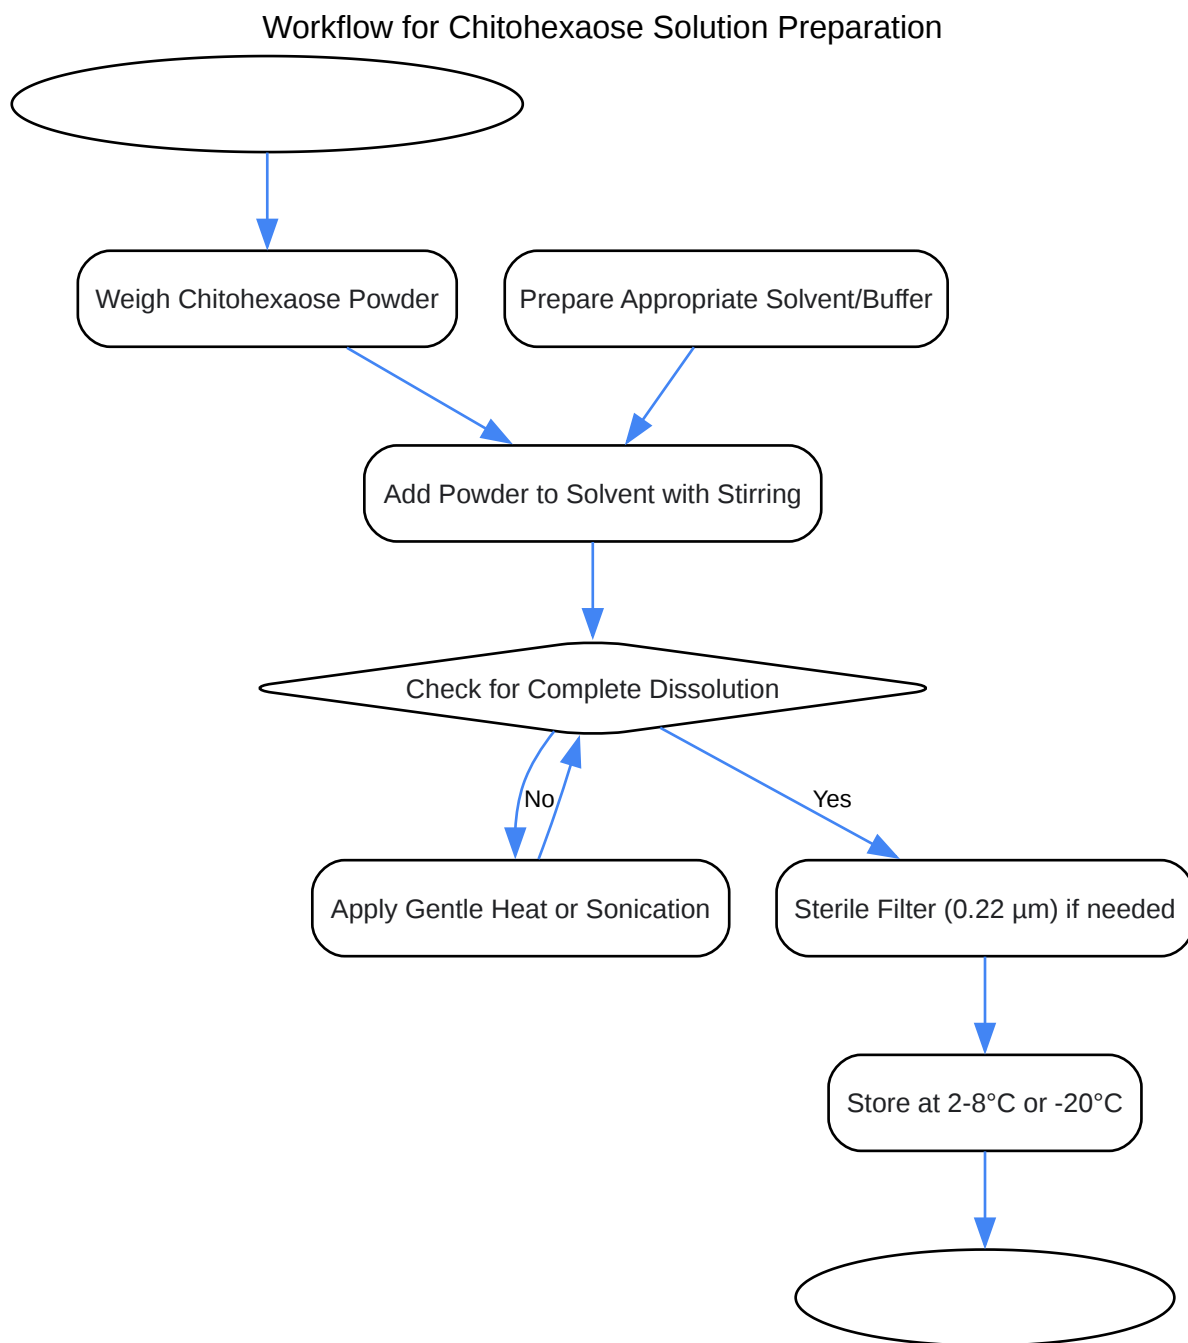 Workflow for Chitohexaose Solution Preparation
Weigh Chitohexaose Powder
Prepare Appropriate Solvent/Buffer
Add Powder to Solvent with Stirring
Check for Complete Dissolution
No
Yes
Apply Gentle Heat or Sonication
Sterile Filter (0.22 µm) if needed
Store at 2-8°C or -20°C